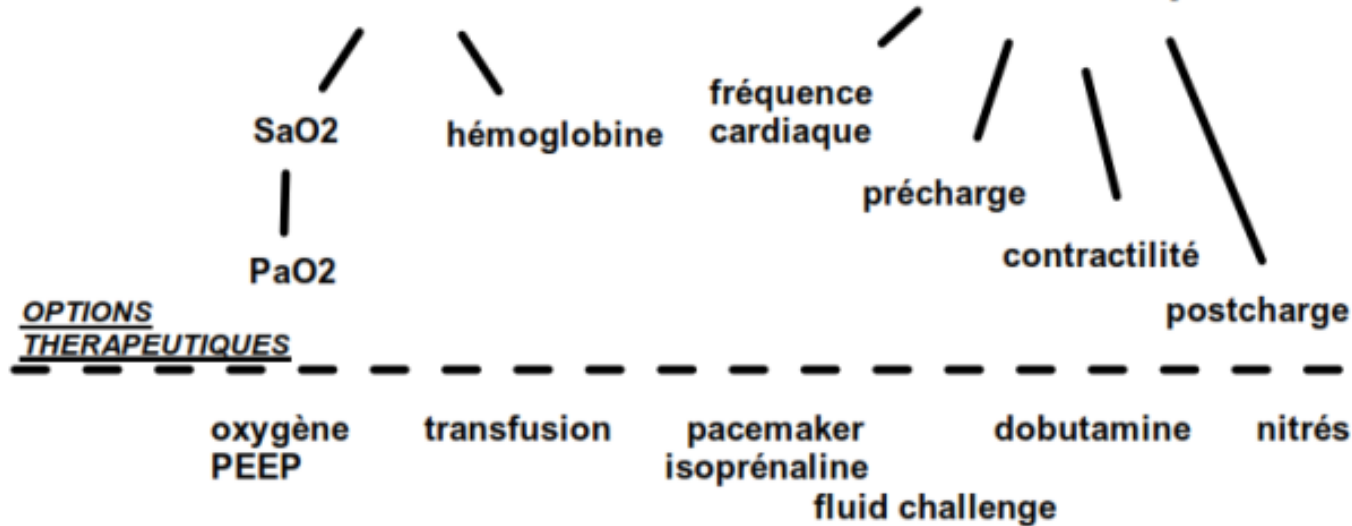 fréquence
cardiaque
SaO2
hémoglobine
précharge
contractilité
PaO2
OPTIONS
THERAPEUTIQUES
postcharge
oxygène
PEEP
transfusion
pacemaker
isoprénaline
fluid challenge
dobutamine
nitrés